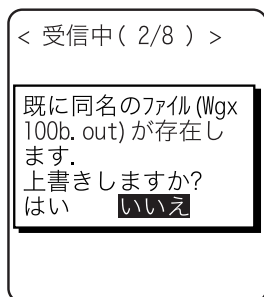 < 受信中( 2/8 ) >
既に同名のﾌｧｲﾙ(Wgx
100b.out)が存在し
ます.
上書きしますか?
はい　いいえ